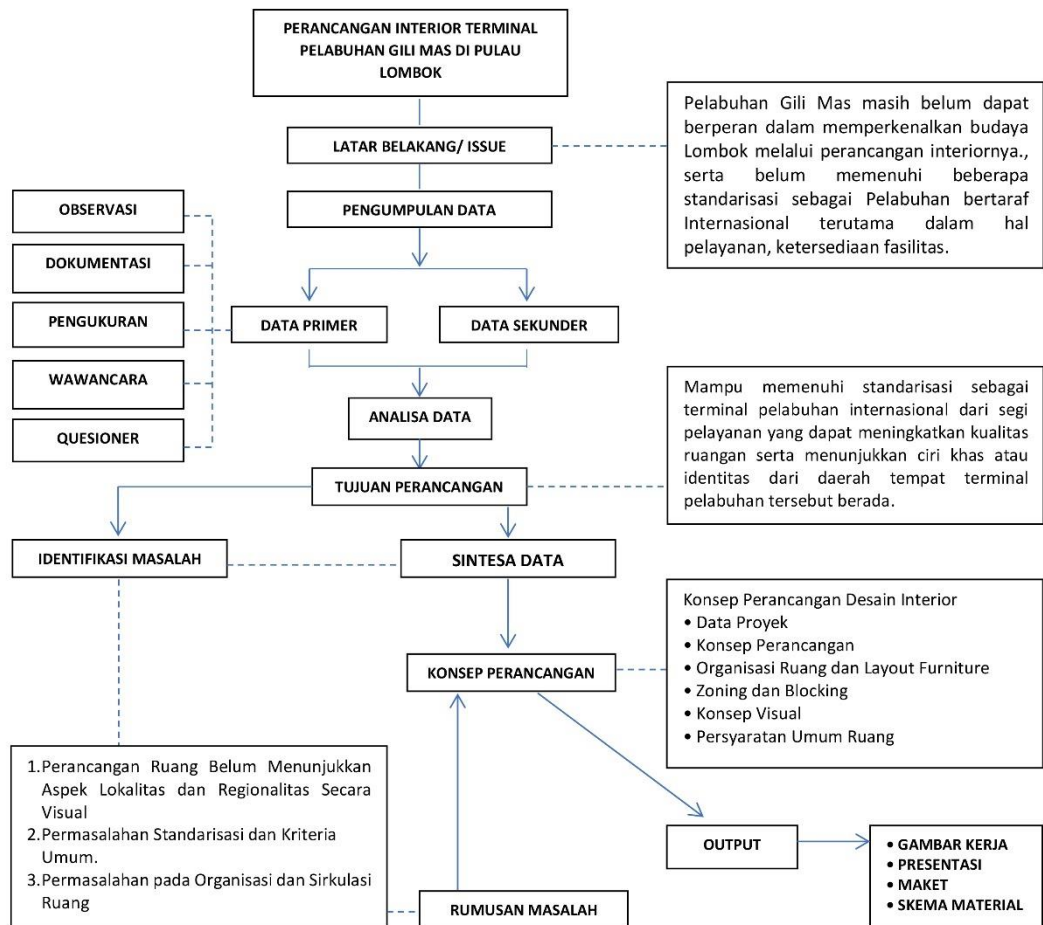 PERANCANGAN INTERIOR TERMINAL
PELABUHAN GILI MAS DI PULAU
LOMBOK
LATAR BELAKANG/ ISSUE
Pelabuhan Gili Mas masih belum dapat
berperan dalam memperkenalkan budaya
Lombok melalui perancangan interiornya.,
serta belum memenuhi beberapa
standarisasi sebagai Pelabuhan bertaraf
Internasional terutama dalam hal
pelayanan, ketersediaan fasilitas.
PENGUMPULAN DATA
OBSERVASI
DOKUMENTASI
PENGUKURAN
WAWANCARA
QUESIONER
DATA PRIMER
DATA SEKUNDER
ANALISA DATA
TUJUAN PERANCANGAN
Mampu memenuhi standarisasi sebagai
terminal pelabuhan internasional dari segi
pelayanan yang dapat meningkatkan kualitas
ruangan serta menunjukkan ciri khas atau
identitas dari daerah tempat terminal
pelabuhan tersebut berada.
IDENTIFIKASI MASALAH
SINTESA DATA
KONSEP PERANCANGAN
Konsep Perancangan Desain Interior
• Data Proyek
• Konsep Perancangan
• Organisasi Ruang dan Layout Furniture
• Zoning dan Blocking
• Konsep Visual
• Persyaratan Umum Ruang
1.Perancangan Ruang Belum Menunjukkan
Aspek Lokalitas dan Regionalitas Secara
Visual
2.Permasalahan Standarisasi dan Kriteria
Umum.
3.Permasalahan pada Organisasi dan Sirkulasi
Ruang
RUMUSAN MASALAH
OUTPUT
• GAMBAR KERJA
• PRESENTASI
• MAKET
• SKEMA MATERIAL